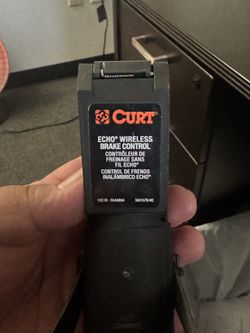 CURT
ECHO® WIRELESS
BRAKE CONTROL
CONTRÔLEUR DE
FREINAGE SANS
FIL ECHO®
CONTROL DE FRENOS
INALÁMBRICO ECHO®